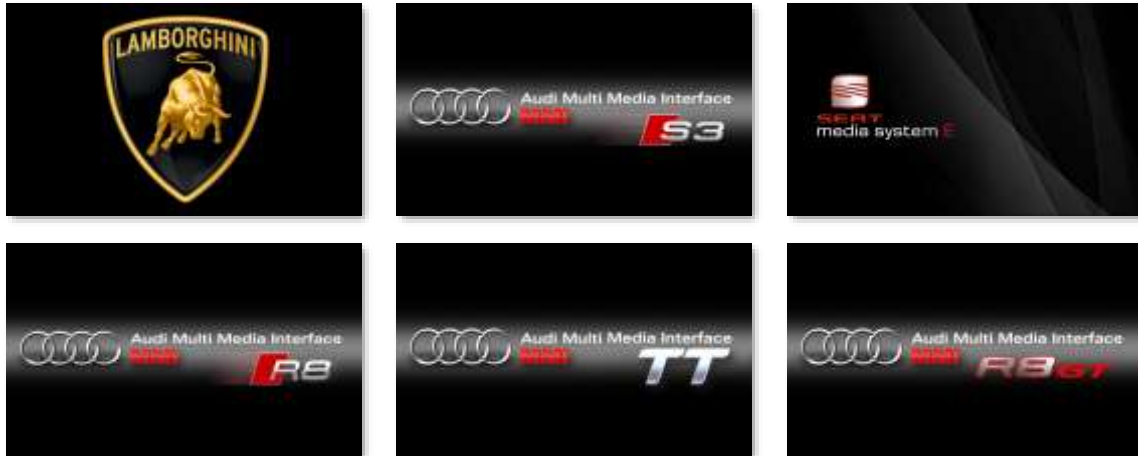 LAMBORGHINI
Audi Multi Media Interface
S3
SEAT
media system E
Audi Multi Media Interface
R8
Audi Multi Media Interface
TT
Audi Multi Media Interface
R8 GT